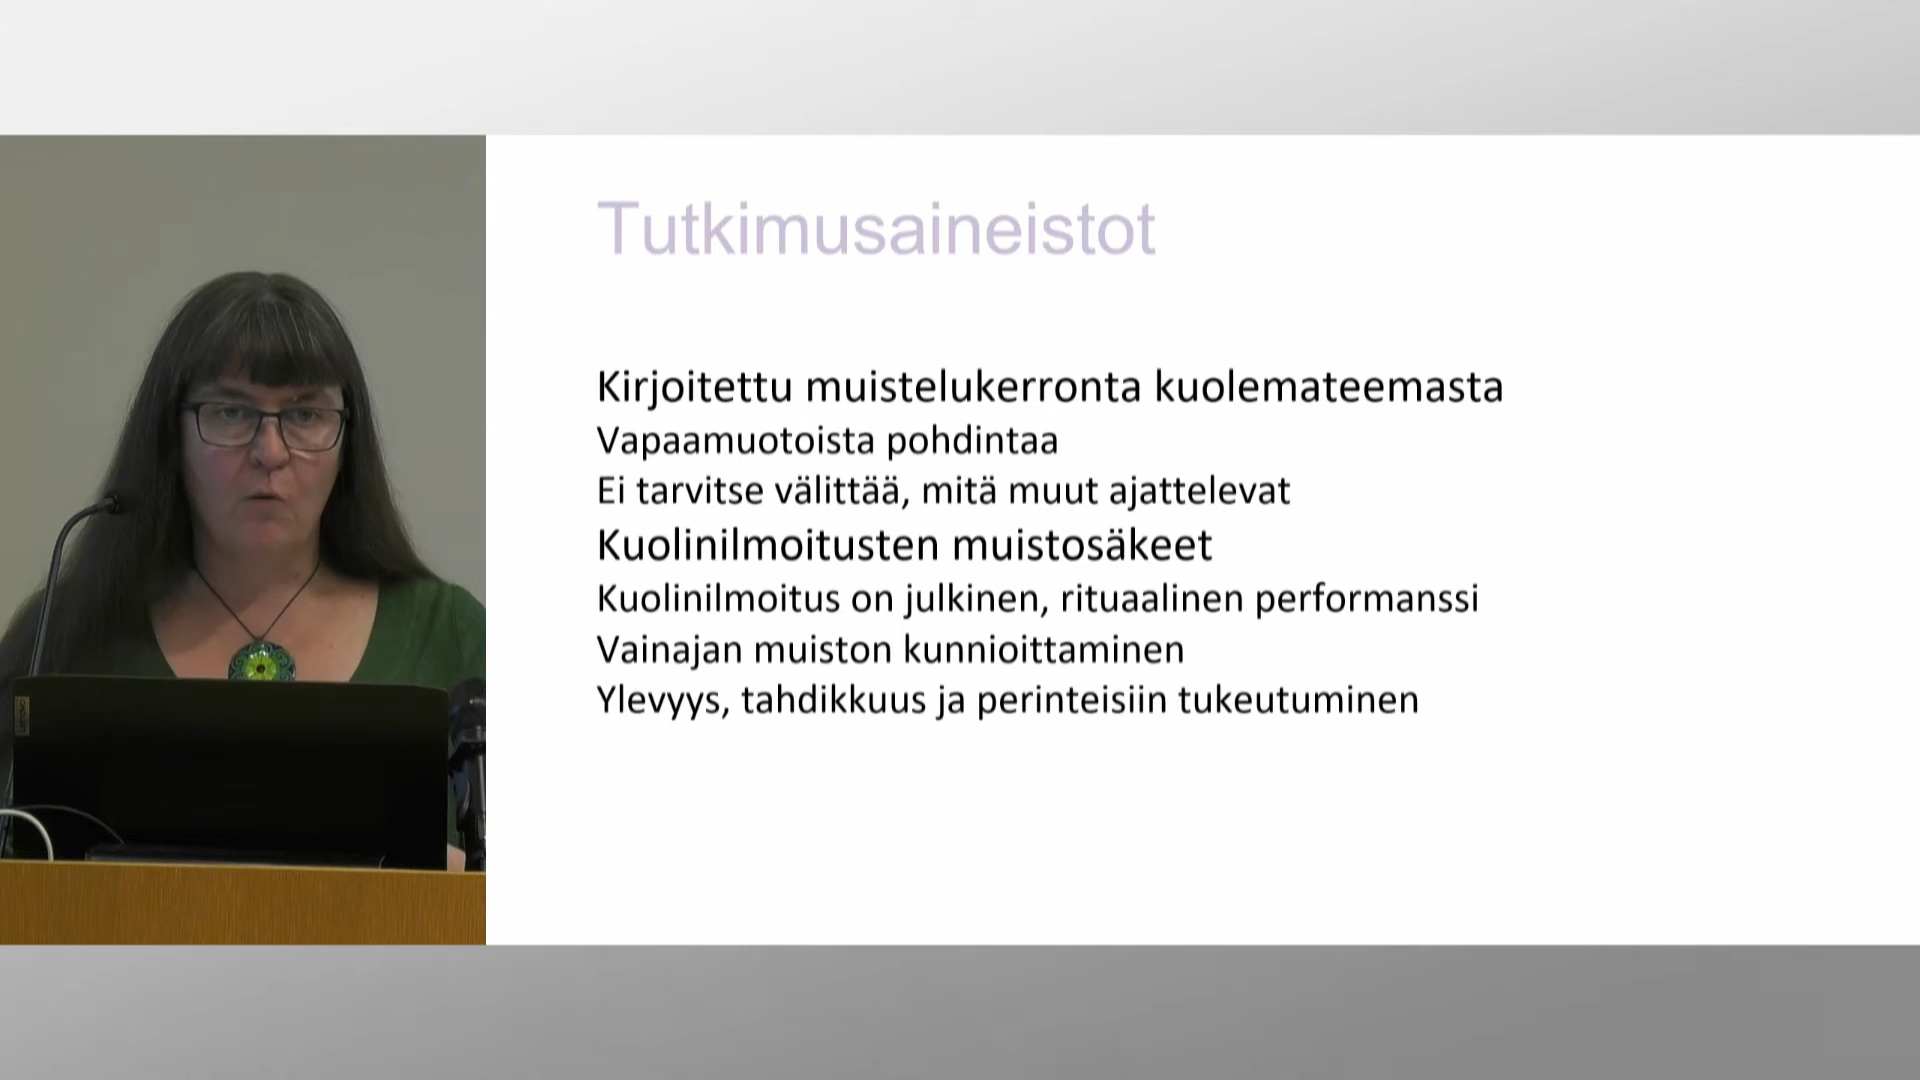 Tutkimusaineistot
Kirjoitettu muistelukerronta kuolemateemasta
Vapaamuotoista pohdintaa
Ei tarvitse välittää, mitä muut ajattelevat
Kuolinilmoitusten muistosäkeet
Kuolinilmoitus on julkinen, rituaalinen performanssi
Vainajan muiston kunnioittaminen
Ylevyys, tahdikkuus ja perinteisiin tukeutuminen
Lenovo